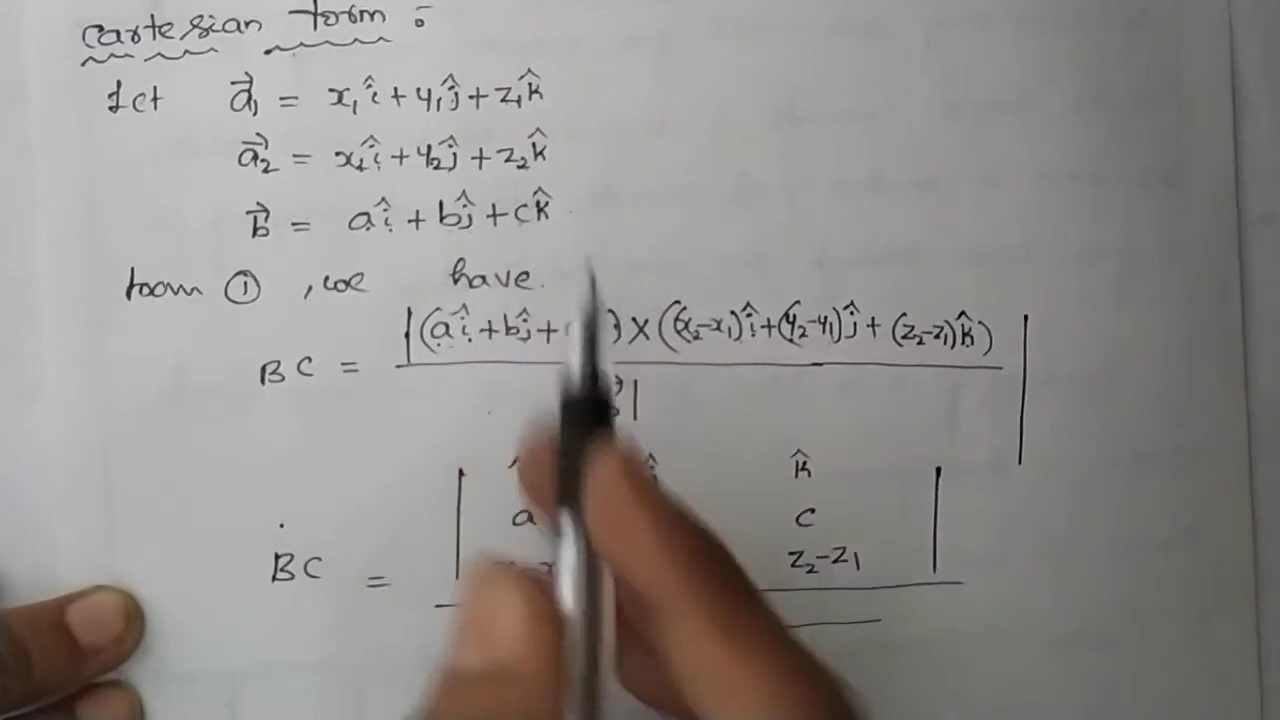 Cartesian form :
Let a⃗₁ = x₁î + y₁ĵ + z₁k̂
a⃗₂ = x₂î + y₂ĵ + z₂k̂
b⃗ = aî + bĵ + ck̂
from ① , we have.
BC = |(aî + bĵ + ) × ((x₂-x₁)î + (y₂-y₁)ĵ + (z₂-z₁)k̂)|
|
k̂
a c
BC = z₂-z₁